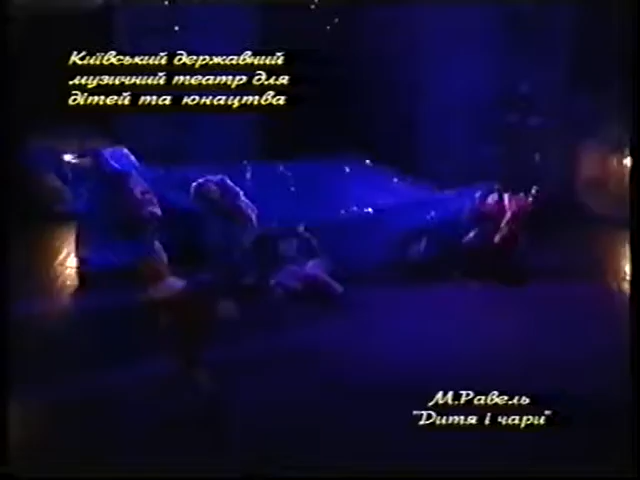 Київський державний
музичний театр для
дітей та юнацтва
М.Равель
"Дитя і чари"